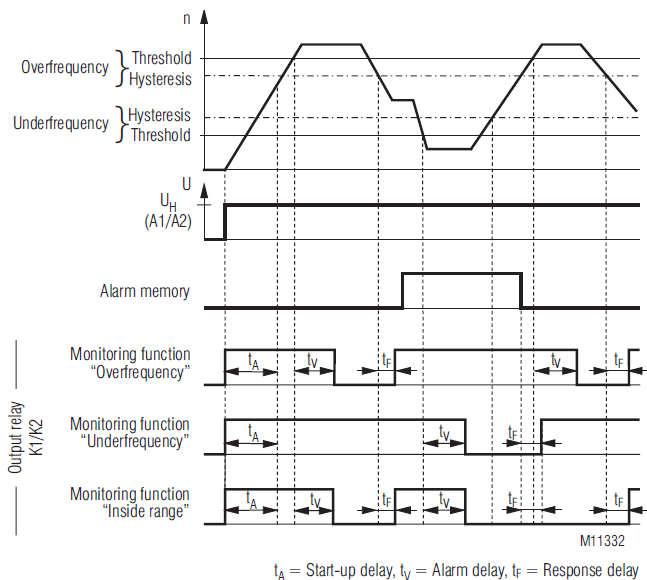 n
Overfrequency
Threshold
Hysteresis
Underfrequency
Hysteresis
Threshold
U
UH
(A1/A2)
Alarm memory
Output relay
K1/K2
Monitoring function
“Overfrequency”
tA
tV
tF
tV
tF
Monitoring function
“Underfrequency”
tA
tV
tF
Monitoring function
“Inside range”
tA
tV
tF
tV
tF
tF
M11332
tA = Start-up delay, tV = Alarm delay, tF = Response delay